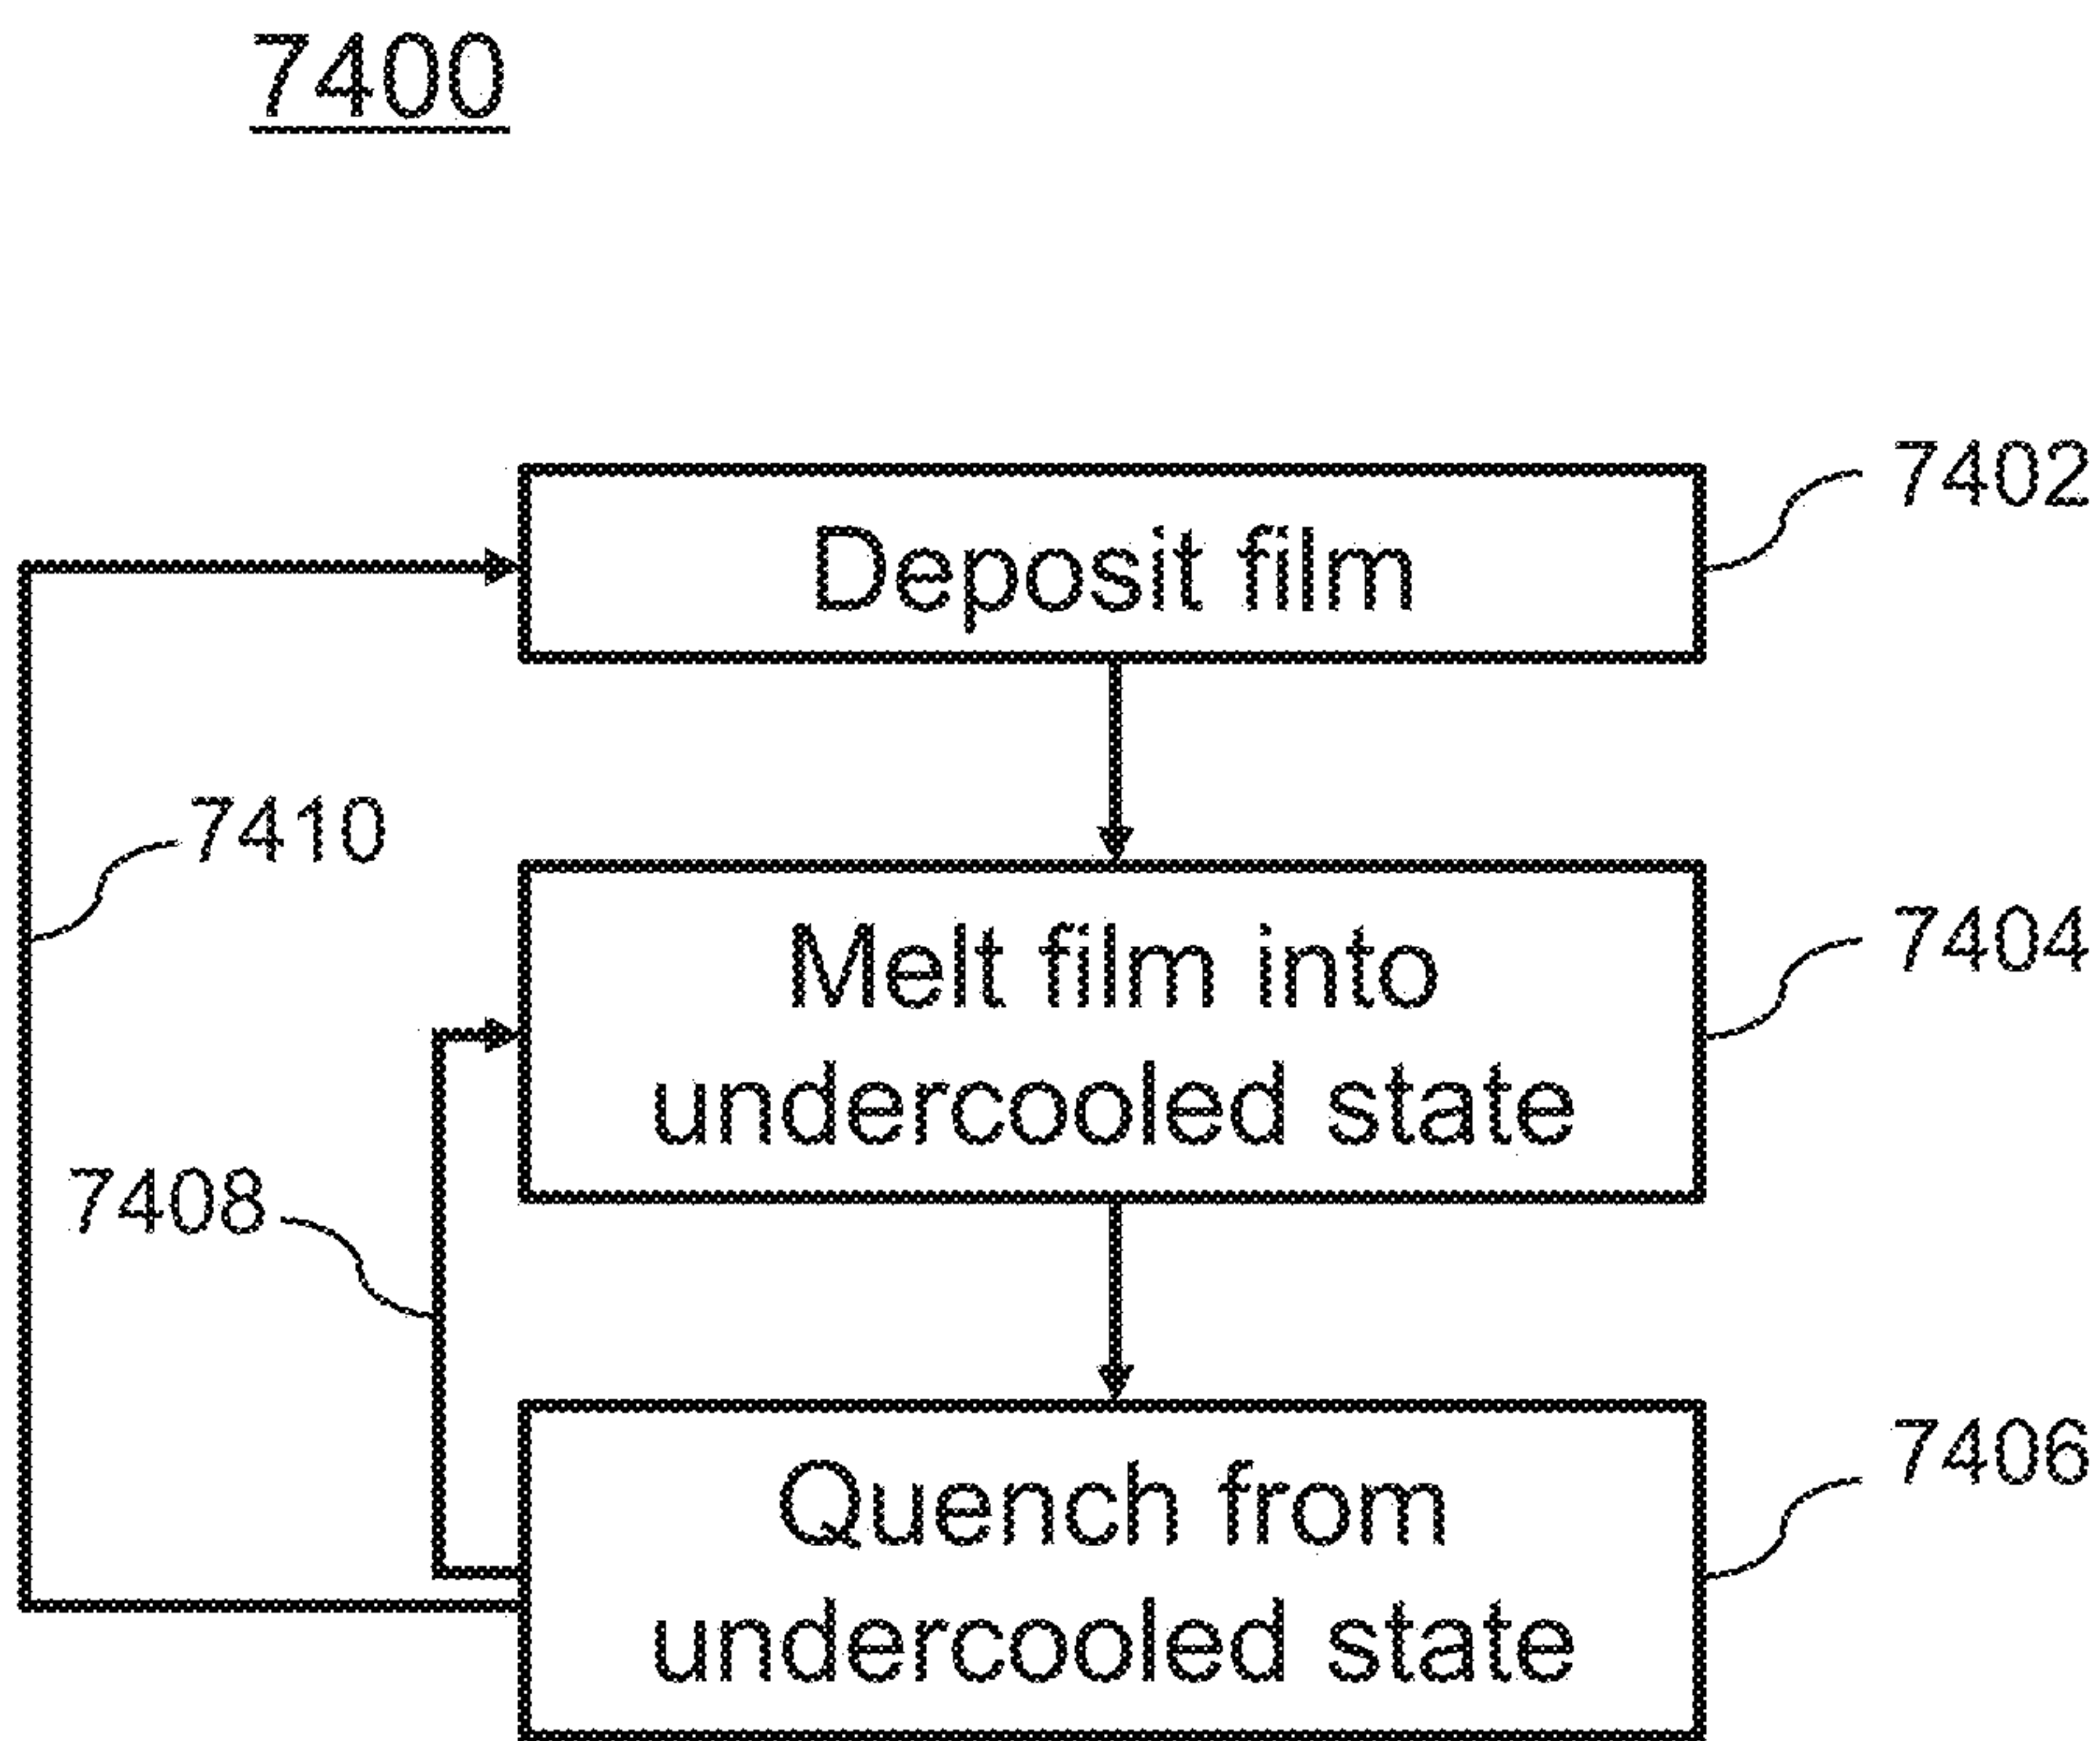 7400
Deposit film
7402
7410
Melt film into
undercooled state
7404
7408
Quench from
undercooled state
7406